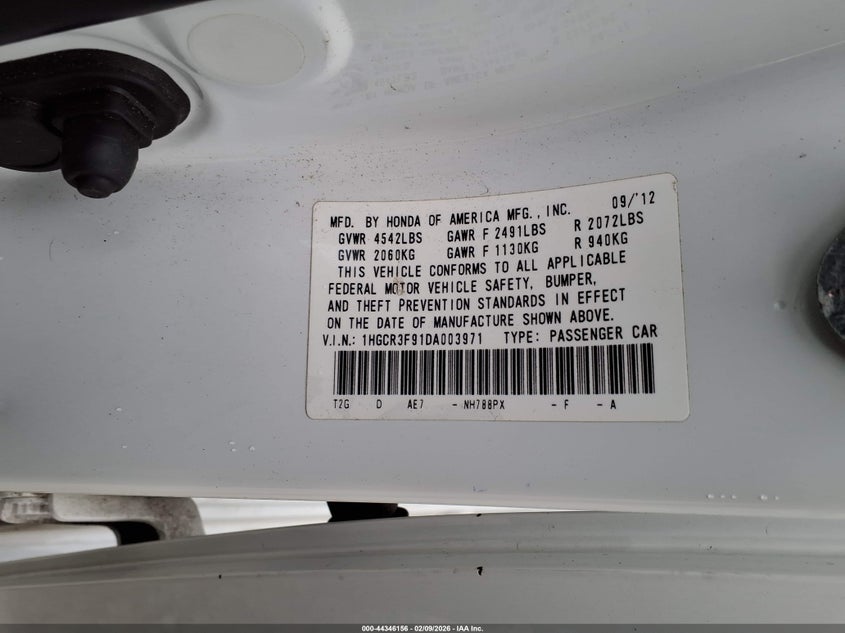 MFD. BY HONDA OF AMERICA MFG., INC. 09/'12
GVWR 4542LBS GAWR F 2491LBS R 2072LBS
GVWR 2060KG GAWR F 1130KG R 940KG
THIS VEHICLE CONFORMS TO ALL APPLICABLE
FEDERAL MOTOR VEHICLE SAFETY, BUMPER,
AND THEFT PREVENTION STANDARDS IN EFFECT
ON THE DATE OF MANUFACTURE SHOWN ABOVE.
V.I.N.: 1HGCR3F91DA003971 TYPE: PASSENGER CAR
T2G D AE7 - NH788PX - F - A
000-44346156 - 02/09/2026 - IAA Inc.